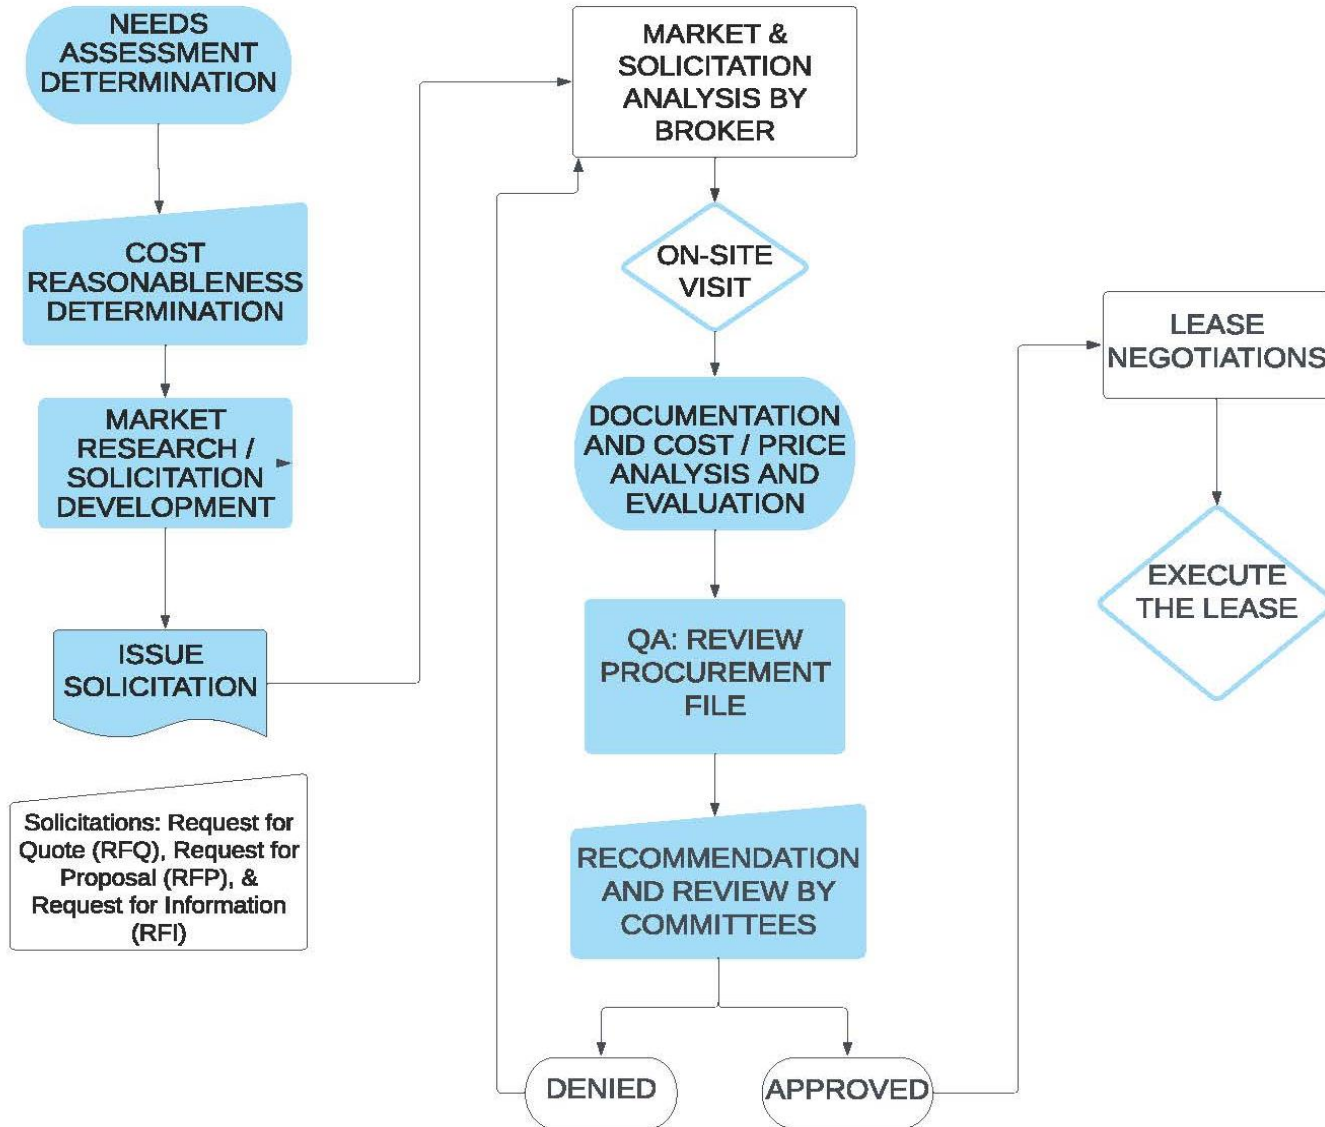 NEEDS
ASSESSMENT
DETERMINATION
COST
REASONABLENESS
DETERMINATION
MARKET
RESEARCH /
SOLICITATION
DEVELOPMENT
ISSUE
SOLICITATION
Solicitations: Request for
Quote (RFQ), Request for
Proposal (RFP), &
Request for Information
(RFI)
MARKET &
SOLICITATION
ANALYSIS BY
BROKER
ON-SITE
VISIT
DOCUMENTATION
AND COST / PRICE
ANALYSIS AND
EVALUATION
QA: REVIEW
PROCUREMENT
FILE
RECOMMENDATION
AND REVIEW BY
COMMITTEES
DENIED
APPROVED
LEASE
NEGOTIATIONS
EXECUTE
THE LEASE